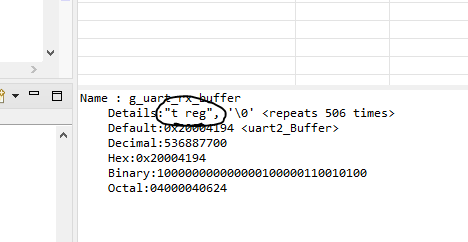 Name : g_uart_rx_buffer
Details:"t reg", '\0' <repeats 506 times>
Default:0x20004194 <uart2_Buffer>
Decimal:536887700
Hex:0x20004194
Binary:100000000000000100000110010100
Octal:04000040624